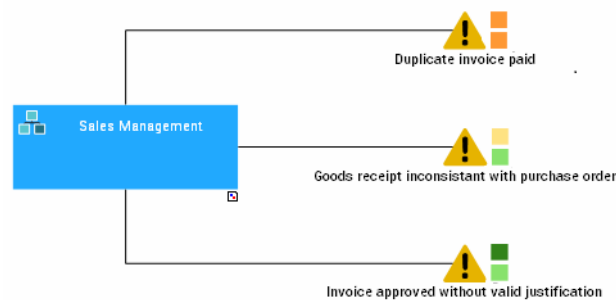 Duplicate invoice paid
Sales Management
Goods receipt inconsistant with purchase order
Invoice approved without valid justification